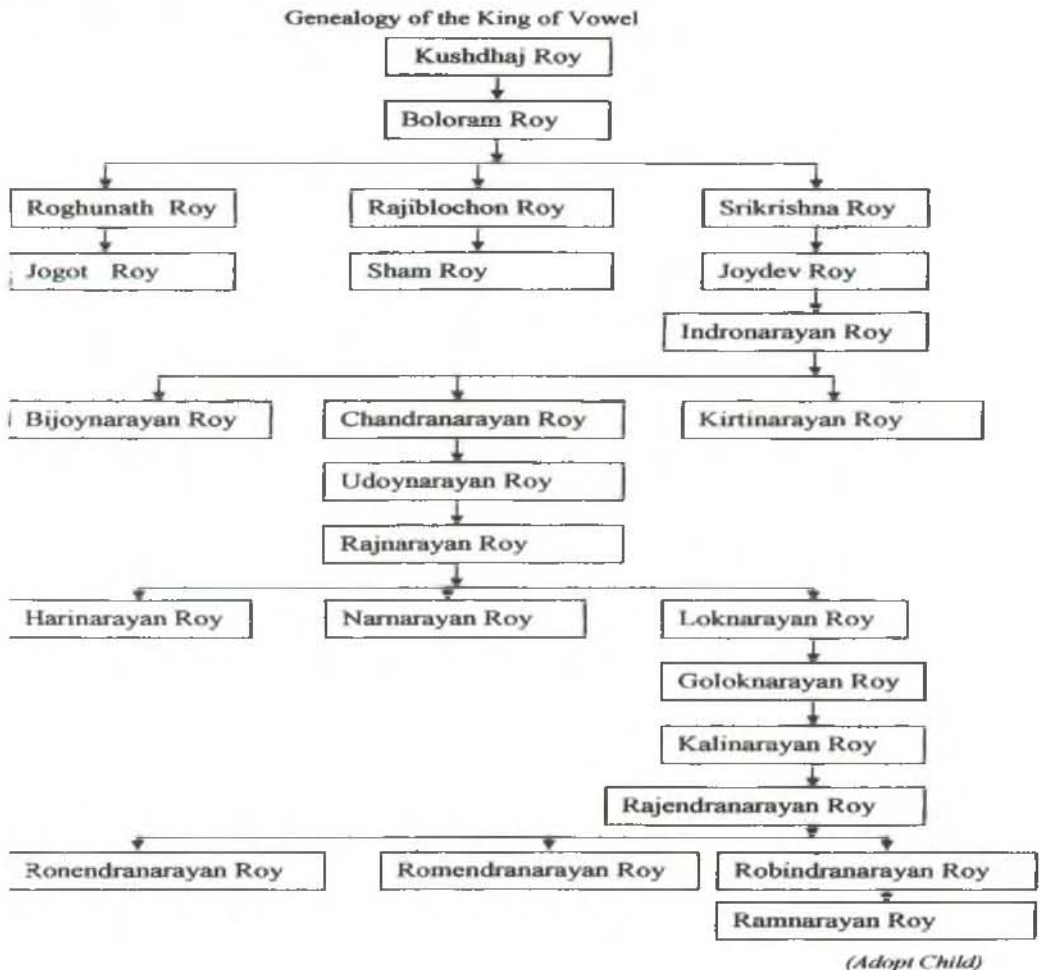 Genealogy of the King of Vowel
Kushdhaj Roy
Boloram Roy
Roghunath Roy Rajiblochon Roy Srikrishna Roy
Jogot Roy Sham Roy Joydev Roy
Indronarayan Roy
Bijoynarayan Roy Chandranarayan Roy Kirtinarayan Roy
Udoynarayan Roy
Rajnarayan Roy
Harinarayan Roy Narnarayan Roy Loknarayan Roy
Goloknarayan Roy
Kalinarayan Roy
Rajendranarayan Roy
Ronendranarayan Roy Romendranarayan Roy Robindranarayan Roy
Ramnarayan Roy
(Adopt Child)